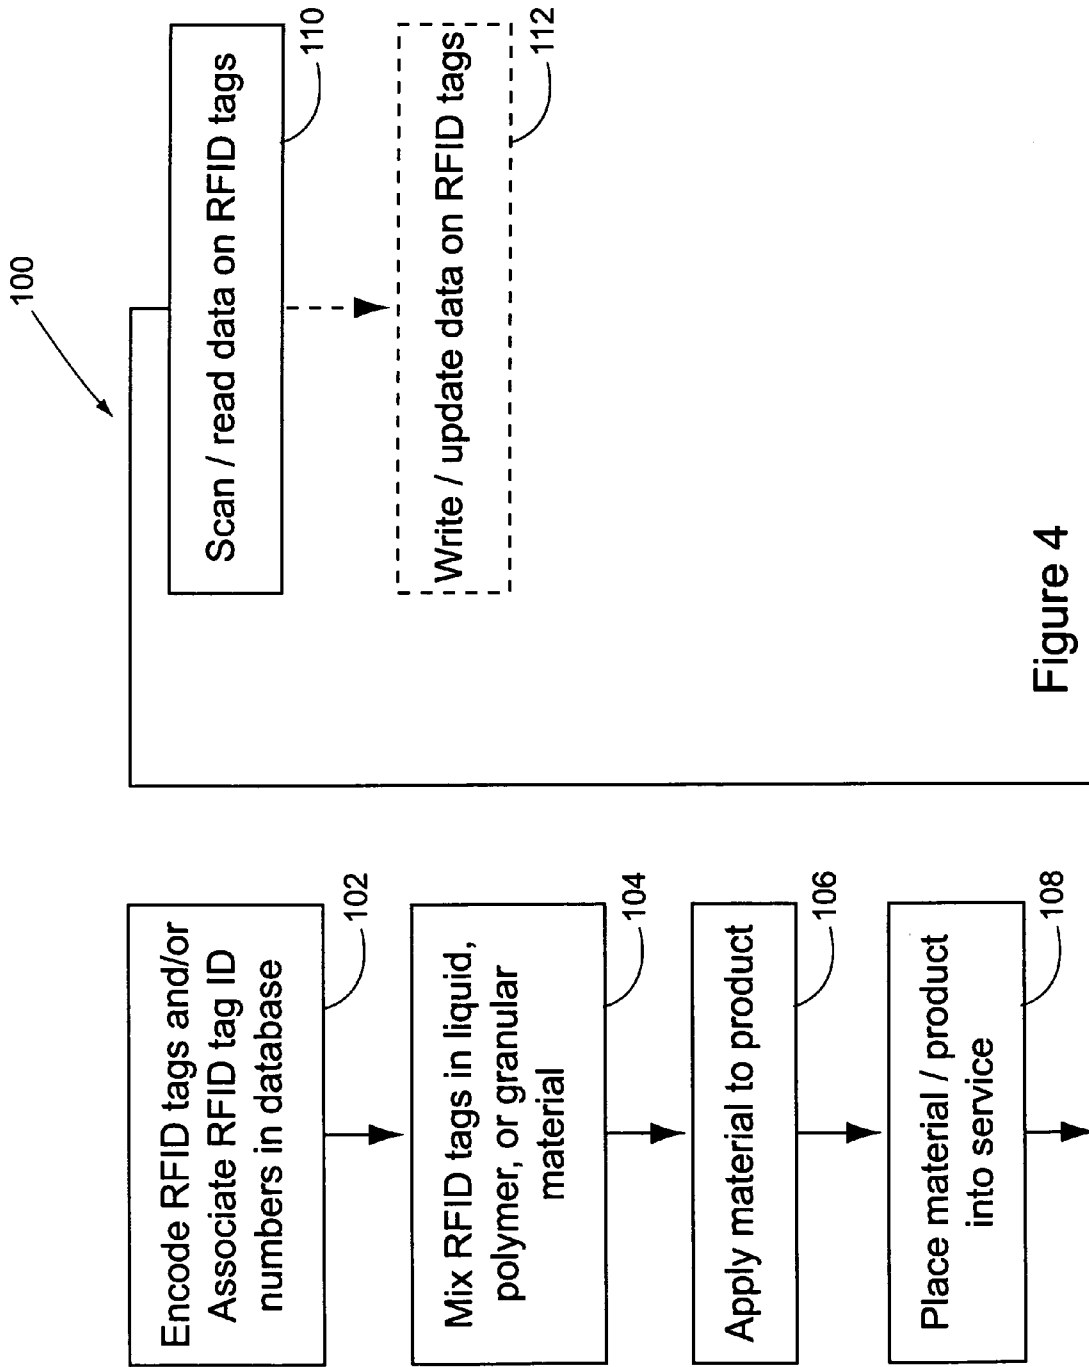 100
Encode RFID tags and/or
Associate RFID tag ID
numbers in database
102
Mix RFID tags in liquid,
polymer, or granular
material
104
Apply material to product
106
Place material / product
into service
108
Scan / read data on RFID tags
110
Write / update data on RFID tags
112
Figure 4